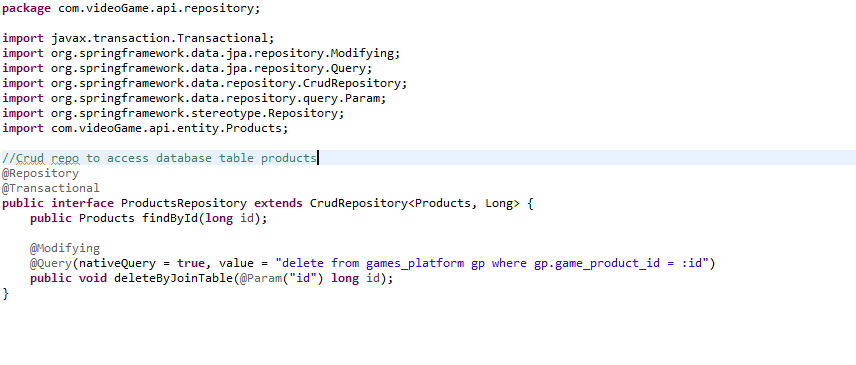 package com.videoGame.api.repository;
import javax.transaction.Transactional;
import org.springframework.data.jpa.repository.Modifying;
import org.springframework.data.jpa.repository.Query;
import org.springframework.data.repository.CrudRepository;
import org.springframework.data.repository.query.Param;
import org.springframework.stereotype.Repository;
import com.videoGame.api.entity.Products;
//Crud repo to access database table products
@Repository
@Transactional
public interface ProductsRepository extends CrudRepository<Products, Long> {
    public Products findById(long id);
    @Modifying
    @Query(nativeQuery = true, value = "delete from games_platform gp where gp.game_product_id = :id")
    public void deleteByJoinTable(@Param("id") long id);
}